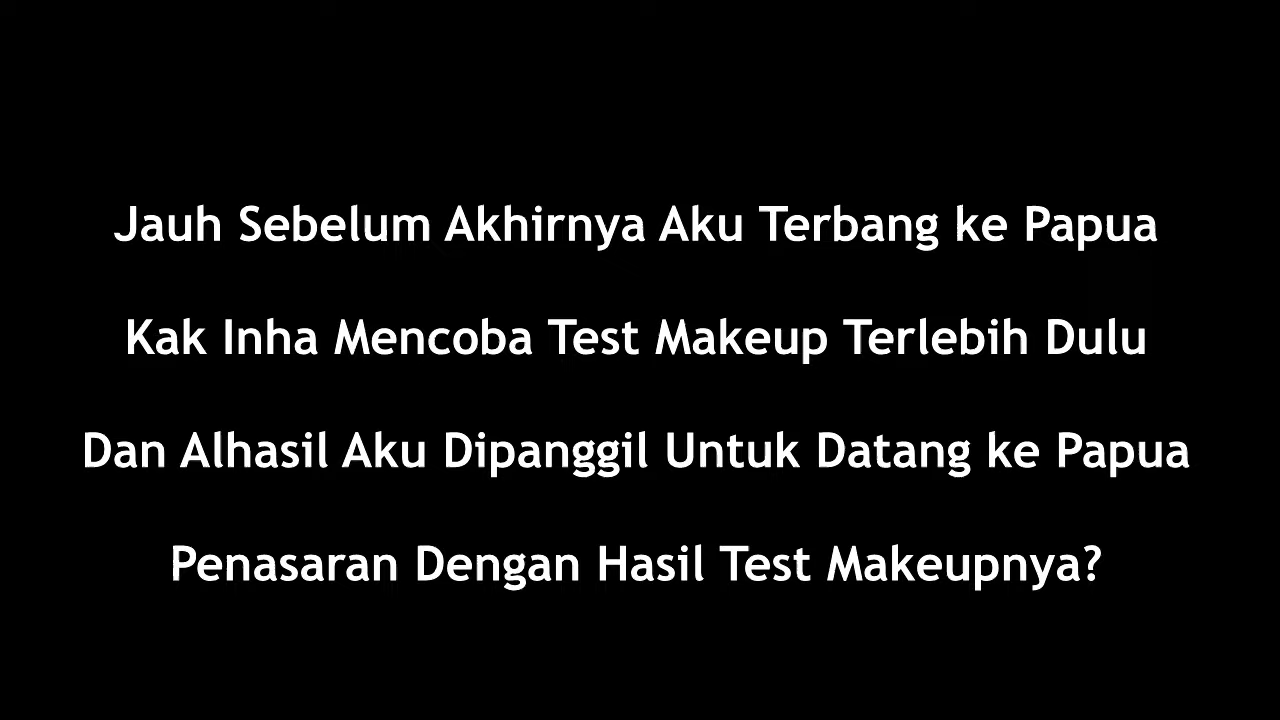 Jauh Sebelum Akhirnya Aku Terbang ke Papua
Kak Inha Mencoba Test Makeup Terlebih Dulu
Dan Alhasil Aku Dipanggil Untuk Datang ke Papua
Penasaran Dengan Hasil Test Makeupnya?